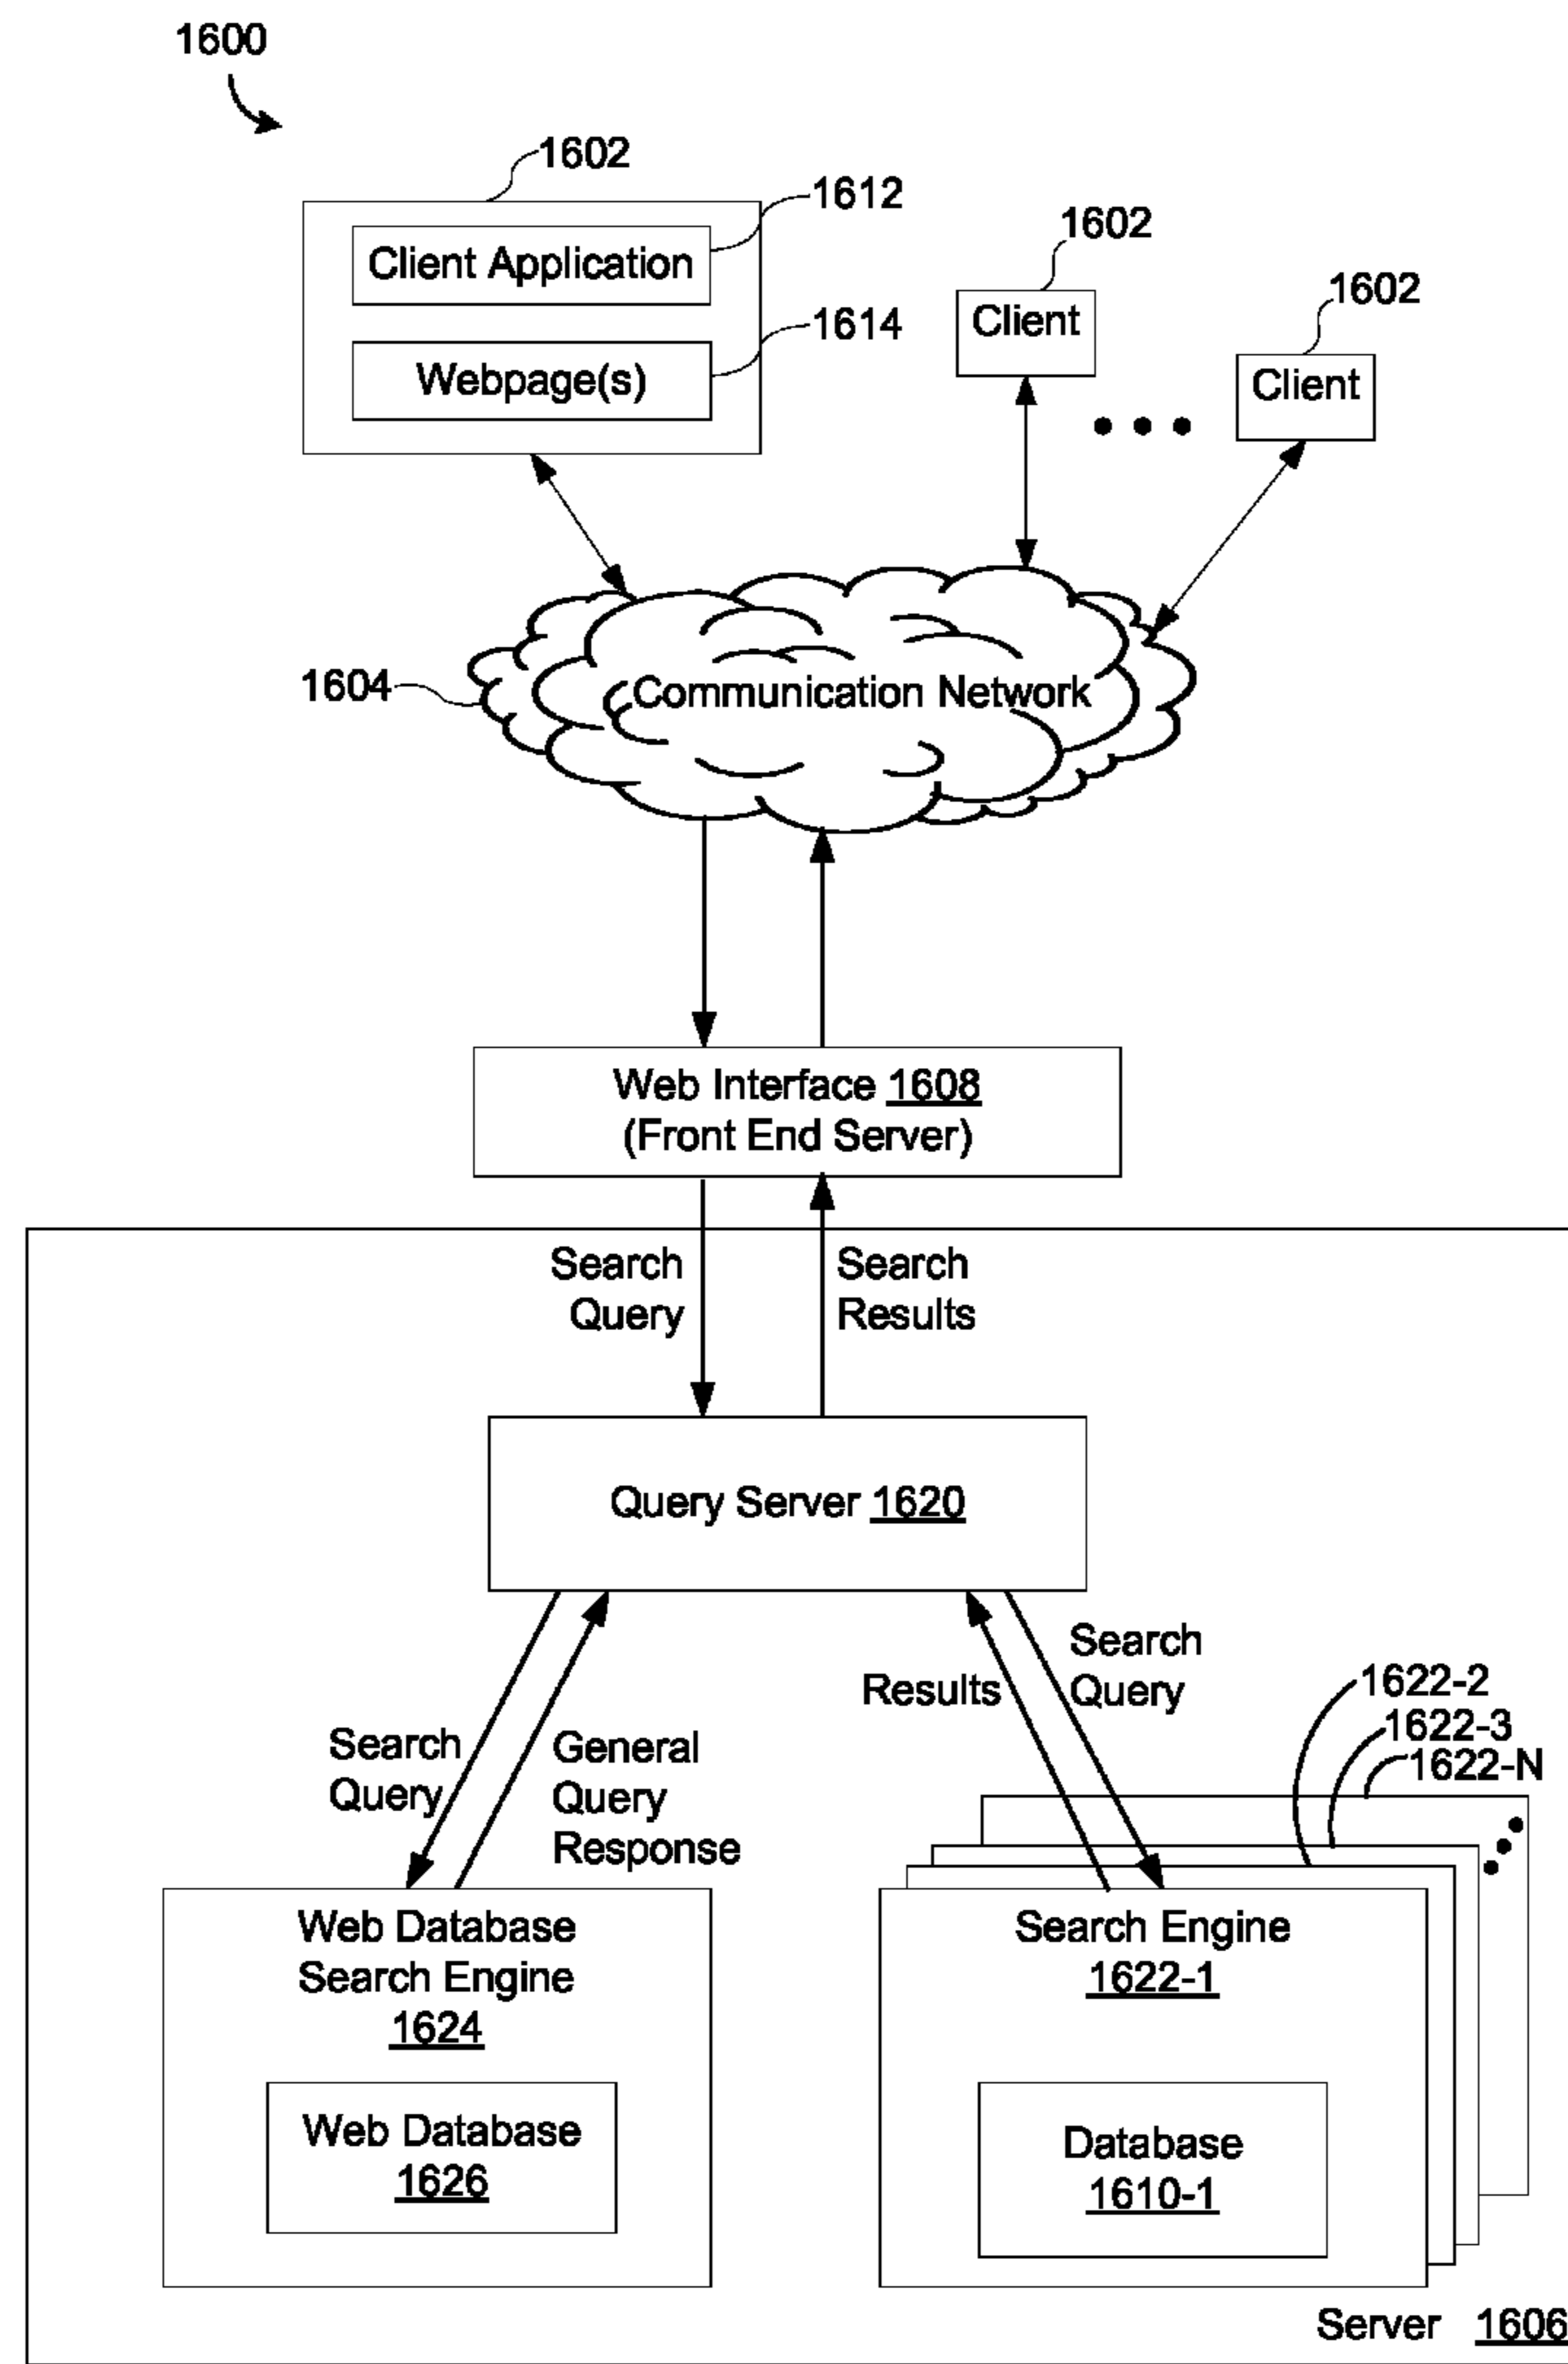 1600
1602
1612
Client Application
1614
Webpage(s)
1602
Client
1602
Client
1604
Communication Network
Web Interface 1608
(Front End Server)
Search
Query
Search
Results
Query Server 1620
Search
Query
General
Query
Response
Results
Search
Query
1622-2
1622-3
1622-N
Web Database
Search Engine
1624
Web Database
1626
Search Engine
1622-1
Database
1610-1
Server 1606